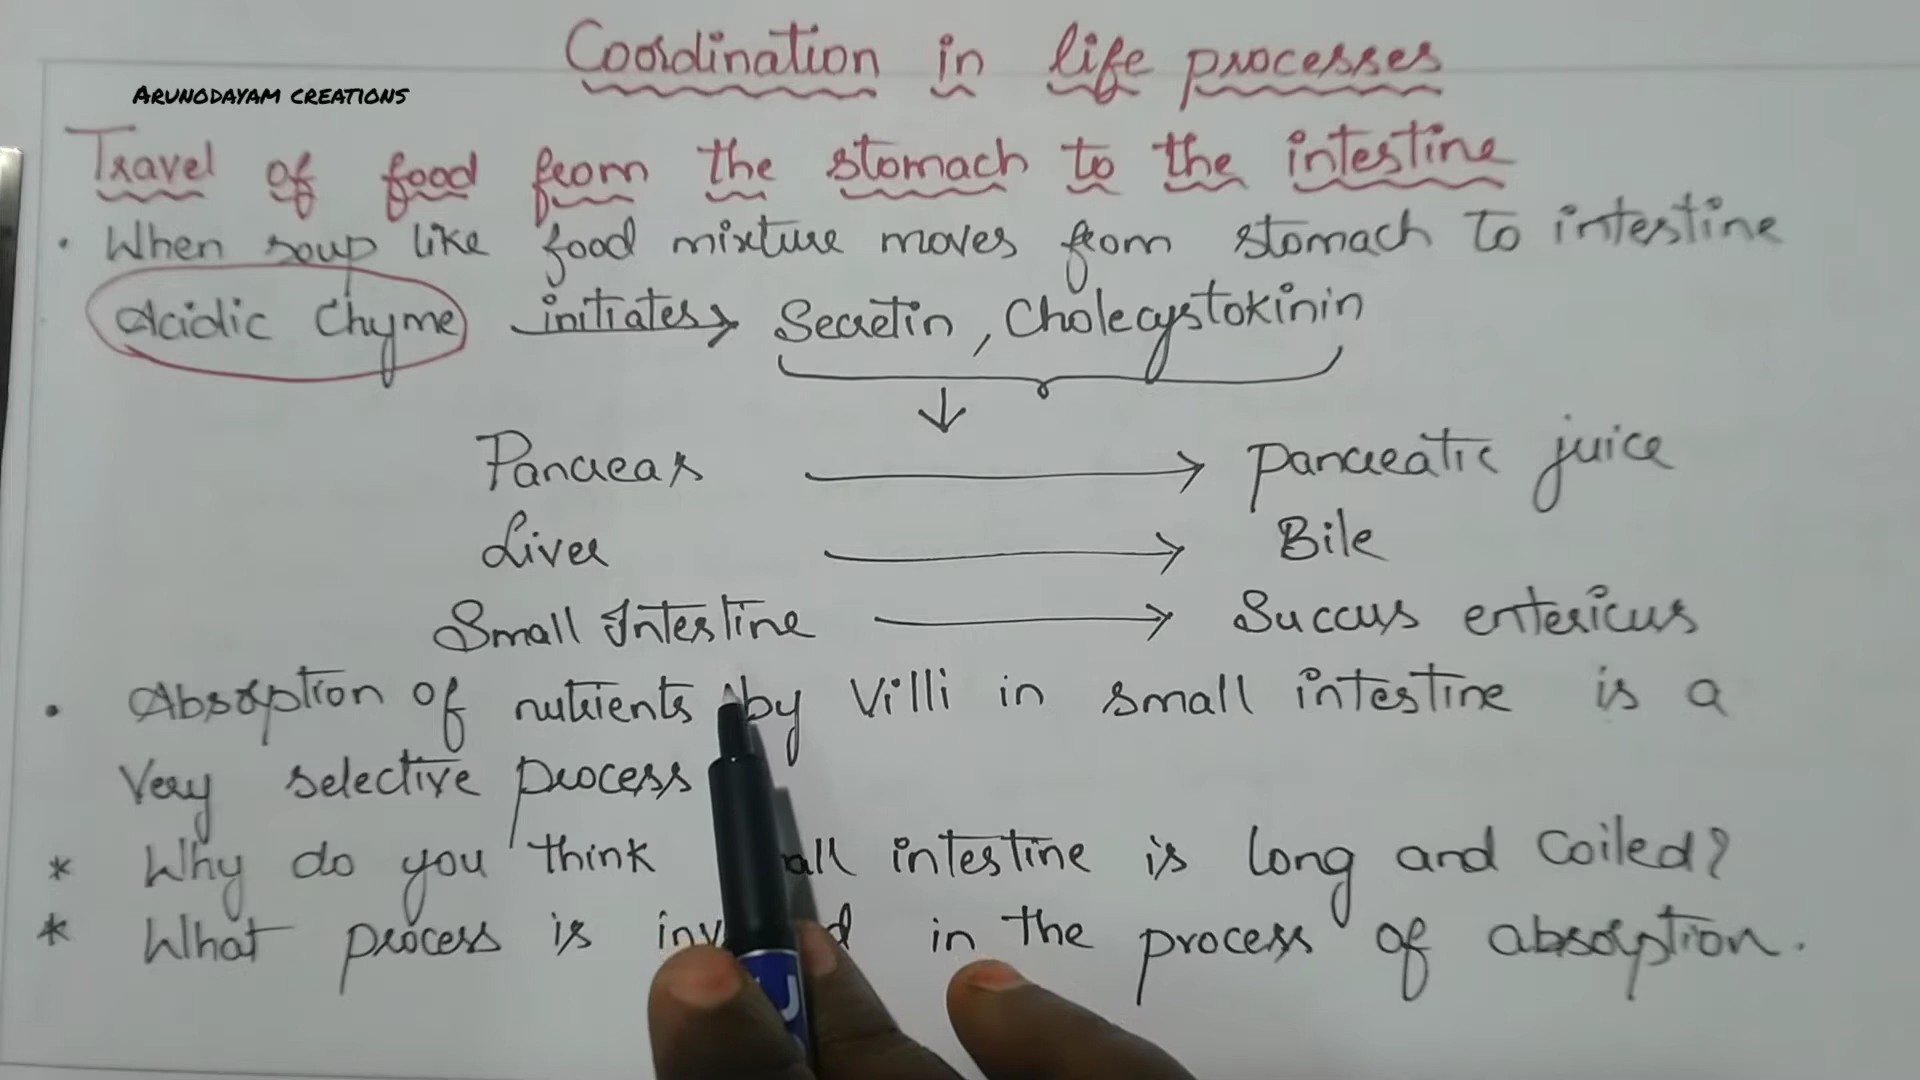 Coordination in life processes
ARUNODAYAM CREATIONS
Travel of food from the stomach to the intestine
• When soup like food mixture moves from stomach to intestine
Acidic Chyme initiates → Secretin, Cholecystokinin
↓
Pancreas → pancreatic juice
Liver → Bile
Small Intestine → Succus entericus
• Absorption of nutrients by Villi in small intestine is a
Very selective process
* Why do you think all intestine is long and coiled?
* What process is in the process of absorption.